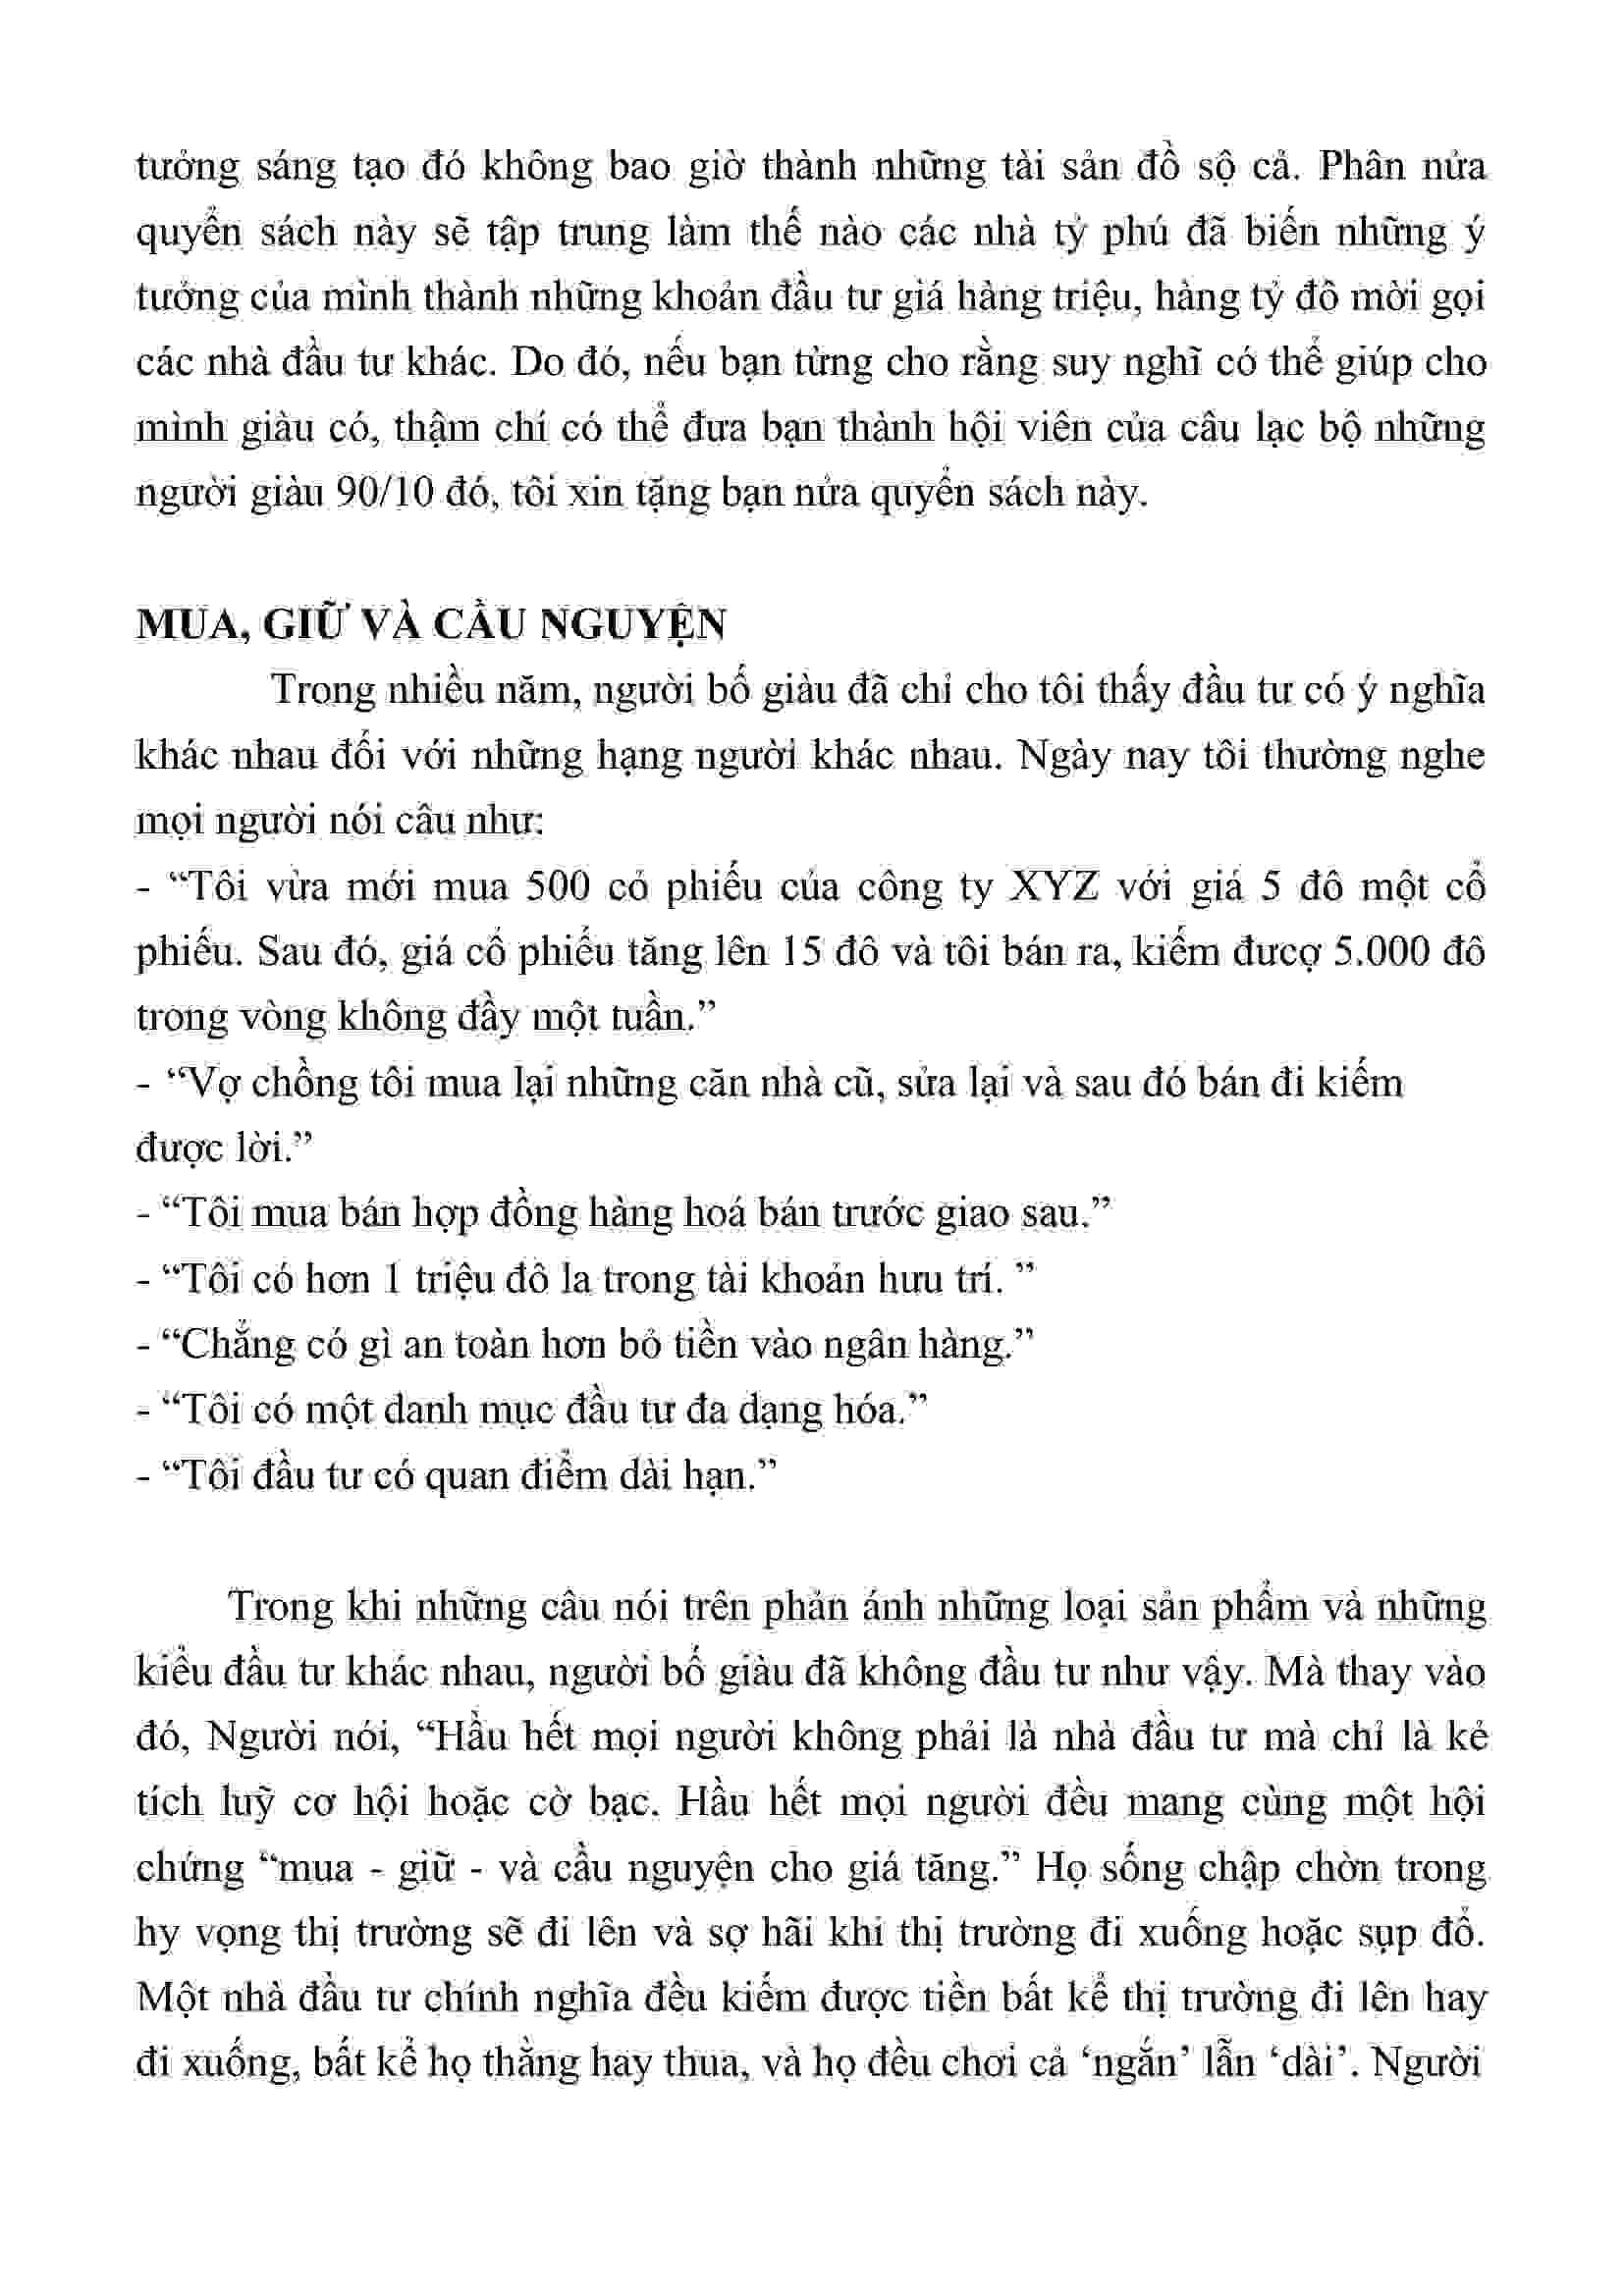 tưởng sáng tạo đó không bao giờ thành những tài sản đồ sộ cả. Phân nửa
quyển sách này sẽ tập trung làm thế nào các nhà tỷ phú đã biến những ý
tưởng của mình thành những khoản đầu tư giá hàng triệu, hàng tỷ đô mời gọi
các nhà đầu tư khác. Do đó, nếu bạn từng cho rằng suy nghĩ có thể giúp cho
mình giàu có, thậm chí có thể đưa bạn thành hội viên của câu lạc bộ những
người giàu 90/10 đó, tôi xin tặng bạn nửa quyển sách này.
MUA, GIỮ VÀ CẦU NGUYỆN
Trong nhiều năm, người bố giàu đã chỉ cho tôi thấy đầu tư có ý nghĩa
khác nhau đối với những hạng người khác nhau. Ngày nay tôi thường nghe
mọi người nói câu như:
- “Tôi vừa mới mua 500 cỏ phiếu của công ty XYZ với giá 5 đô một cổ
phiếu. Sau đó, giá cổ phiếu tăng lên 15 đô và tôi bán ra, kiếm đưcợ 5.000 đô
trong vòng không đầy một tuần.”
- “Vợ chồng tôi mua lại những căn nhà cũ, sửa lại và sau đó bán đi kiếm
được lời.”
- “Tôi mua bán hợp đồng hàng hoá bán trước giao sau.”
- “Tôi có hơn 1 triệu đô la trong tài khoản hưu trí. ”
- “Chẳng có gì an toàn hơn bỏ tiền vào ngân hàng.”
- “Tôi có một danh mục đầu tư đa dạng hóa.”
- “Tôi đầu tư có quan điểm dài hạn.”
Trong khi những câu nói trên phản ánh những loại sản phẩm và những
kiểu đầu tư khác nhau, người bố giàu đã không đầu tư như vậy. Mà thay vào
đó, Người nói, “Hầu hết mọi người không phải là nhà đầu tư mà chỉ là kẻ
tích luỹ cơ hội hoặc cờ bạc. Hầu hết mọi người đều mang cùng một hội
chứng “mua - giữ - và cầu nguyện cho giá tăng.” Họ sống chập chờn trong
hy vọng thị trường sẽ đi lên và sợ hãi khi thị trường đi xuống hoặc sụp đổ.
Một nhà đầu tư chính nghĩa đều kiếm được tiền bất kể thị trường đi lên hay
đi xuống, bất kể họ thắng hay thua, và họ đều chơi cả ‘ngắn’ lẫn ‘dài’. Người